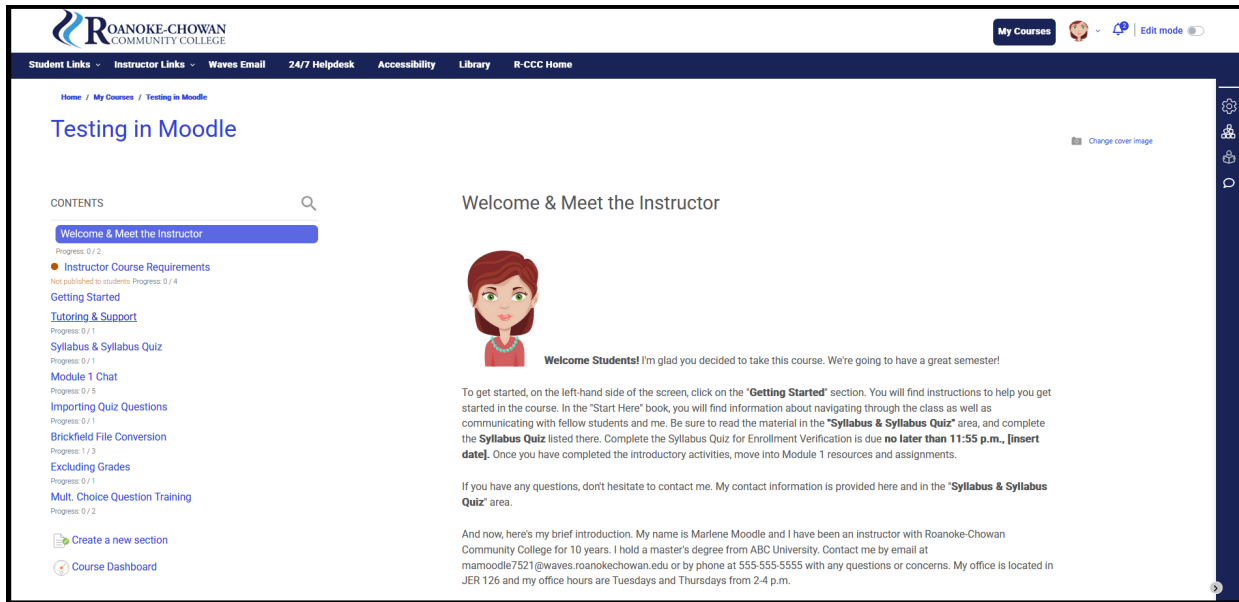 ROANOKE-CHOWAN
COMMUNITY COLLEGE
My Courses
2
Edit mode
Student Links Instructor Links Waves Email 24/7 Helpdesk Accessibility Library R-CCC Home
Home / My Courses / Testing in Moodle
Testing in Moodle
Change cover image
CONTENTS
Welcome & Meet the Instructor
Progress: 0 / 2
Instructor Course Requirements
Not published to students Progress: 0 / 4
Getting Started
Tutoring & Support
Progress: 0 / 1
Syllabus & Syllabus Quiz
Progress: 0 / 1
Module 1 Chat
Progress: 0 / 5
Importing Quiz Questions
Progress: 0 / 1
Brickfield File Conversion
Progress: 1 / 3
Excluding Grades
Progress: 0 / 1
Mult. Choice Question Training
Progress: 0 / 2
Create a new section
Course Dashboard
Welcome & Meet the Instructor
Welcome Students! I'm glad you decided to take this course. We're going to have a great semester!
To get started, on the left-hand side of the screen, click on the "Getting Started" section. You will find instructions to help you get
started in the course. In the "Start Here" book, you will find information about navigating through the class as well as
communicating with fellow students and me. Be sure to read the material in the "Syllabus & Syllabus Quiz" area, and complete
the Syllabus Quiz listed there. Complete the Syllabus Quiz for Enrollment Verification is due no later than 11:55 p.m., [insert
date]. Once you have completed the introductory activities, move into Module 1 resources and assignments.
If you have any questions, don't hesitate to contact me. My contact information is provided here and in the "Syllabus & Syllabus
Quiz" area.
And now, here's my brief introduction. My name is Marlene Moodle and I have been an instructor with Roanoke-Chowan
Community College for 10 years. I hold a master's degree from ABC University. Contact me by email at
mamoodle7521@waves.roanokechowan.edu or by phone at 555-555-5555 with any questions or concerns. My office is located in
JER 126 and my office hours are Tuesdays and Thursdays from 2-4 p.m.